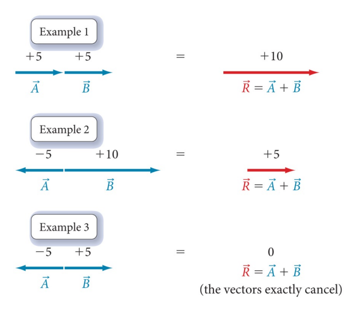 Example 1
+5 +5 = +10
A⃗ B⃗ R⃗ = A⃗ + B⃗
Example 2
−5 +10 = +5
A⃗ B⃗ R⃗ = A⃗ + B⃗
Example 3
−5 +5 = 0
A⃗ B⃗ R⃗ = A⃗ + B⃗
(the vectors exactly cancel)